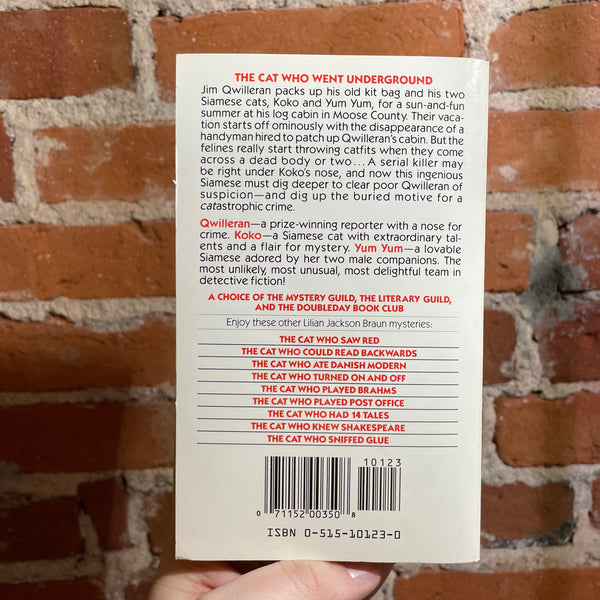 THE CAT WHO WENT UNDERGROUND
Jim Qwilleran packs up his old kit bag and his two
Siamese cats, Koko and Yum Yum, for a sun-and-fun
summer at his log cabin in Moose County. Their vaca-
tion starts off ominously with the disappearance of a
handyman hired to patch up Qwilleran's cabin. But the
felines really start throwing catfits when they come
across a dead body or two... A serial killer may
be right under Koko's nose, and now this ingenious
Siamese must dig deeper to clear poor Qwilleran of
suspicion—and dig up the buried motive for a
catastrophic crime.
Qwilleran—a prize-winning reporter with a nose for
crime. Koko—a Siamese cat with extraordinary tal-
ents and a flair for mystery. Yum Yum—a lovable
Siamese adored by her two male companions. The
most unlikely, most unusual, most delightful team in
detective fiction!
A CHOICE OF THE MYSTERY GUILD, THE LITERARY GUILD,
AND THE DOUBLEDAY BOOK CLUB
Enjoy these other Lilian Jackson Braun mysteries:
THE CAT WHO SAW RED
THE CAT WHO COULD READ BACKWARDS
THE CAT WHO ATE DANISH MODERN
THE CAT WHO TURNED ON AND OFF
THE CAT WHO PLAYED BRAHMS
THE CAT WHO PLAYED POST OFFICE
THE CAT WHO HAD 14 TALES
THE CAT WHO KNEW SHAKESPEARE
THE CAT WHO SNIFFED GLUE
10123
0 71152 00350 8
ISBN 0-515-10123-0